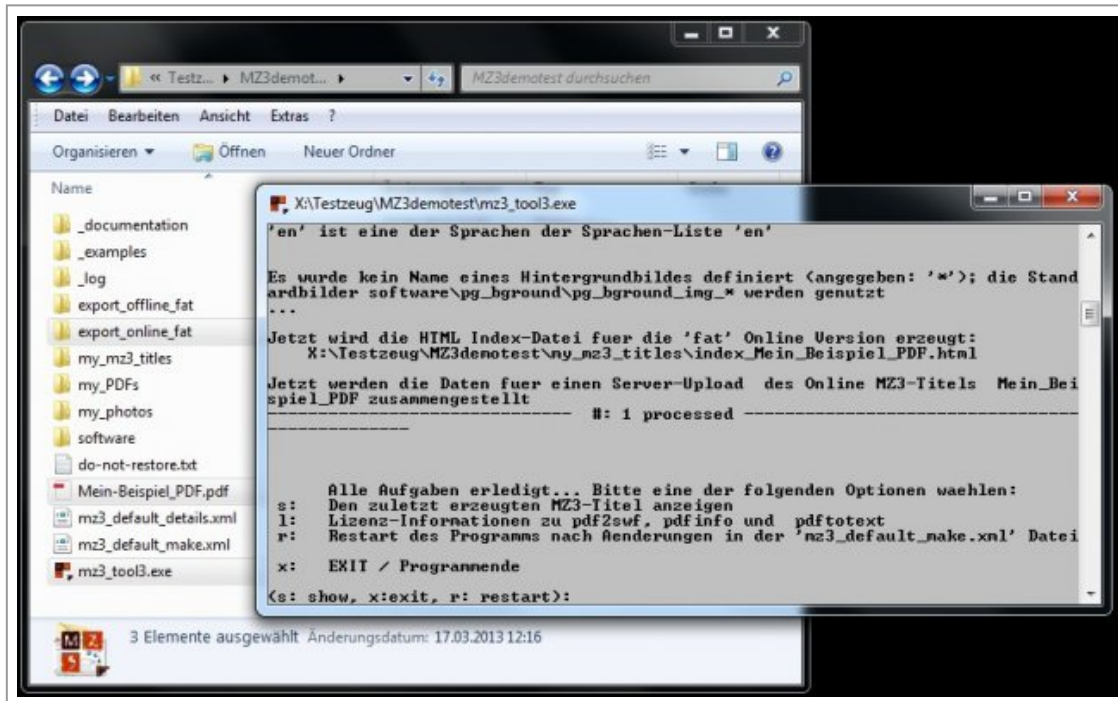 « Testz... ▸ MZ3demot... ▸
MZ3demotest durchsuchen
Datei Bearbeiten Ansicht Extras ?
Organisieren Öffnen Neuer Ordner
Name
_documentation
_examples
_log
export_offline_fat
export_online_fat
my_mz3_titles
my_PDFs
my_photos
software
do-not-restore.txt
Mein-Beispiel_PDF.pdf
mz3_default_details.xml
mz3_default_make.xml
mz3_tool3.exe
3 Elemente ausgewählt Änderungsdatum: 17.03.2013 12:16
X:\Testzeug\MZ3demotest\mz3_tool3.exe
'en' ist eine der Sprachen der Sprachen-Liste 'en'
Es wurde kein Name eines Hintergrundbildes definiert (angegeben: '*'); die Stand
ardbilder software\pg_bground\pg_bground_img_* werden genutzt
...
Jetzt wird die HTML Index-Datei fuer die 'fat' Online Version erzeugt:
X:\Testzeug\MZ3demotest\my_mz3_titles\index_Mein_Beispiel_PDF.html
Jetzt werden die Daten fuer einen Server-Upload des Online MZ3-Titels Mein_Bei
spiel_PDF zusammengestellt
------------------------------ #: 1 processed ---------------------------------
--------------
Alle Aufgaben erledigt... Bitte eine der folgenden Optionen waehlen:
s: Den zuletzt erzeugten MZ3-Titel anzeigen
l: Lizenz-Informationen zu pdf2swf, pdfinfo und pdftotext
r: Restart des Programms nach Aenderungen in der 'mz3_default_make.xml' Datei
x: EXIT / Programmende
(s: show, x:exit, r: restart):
M Z
3